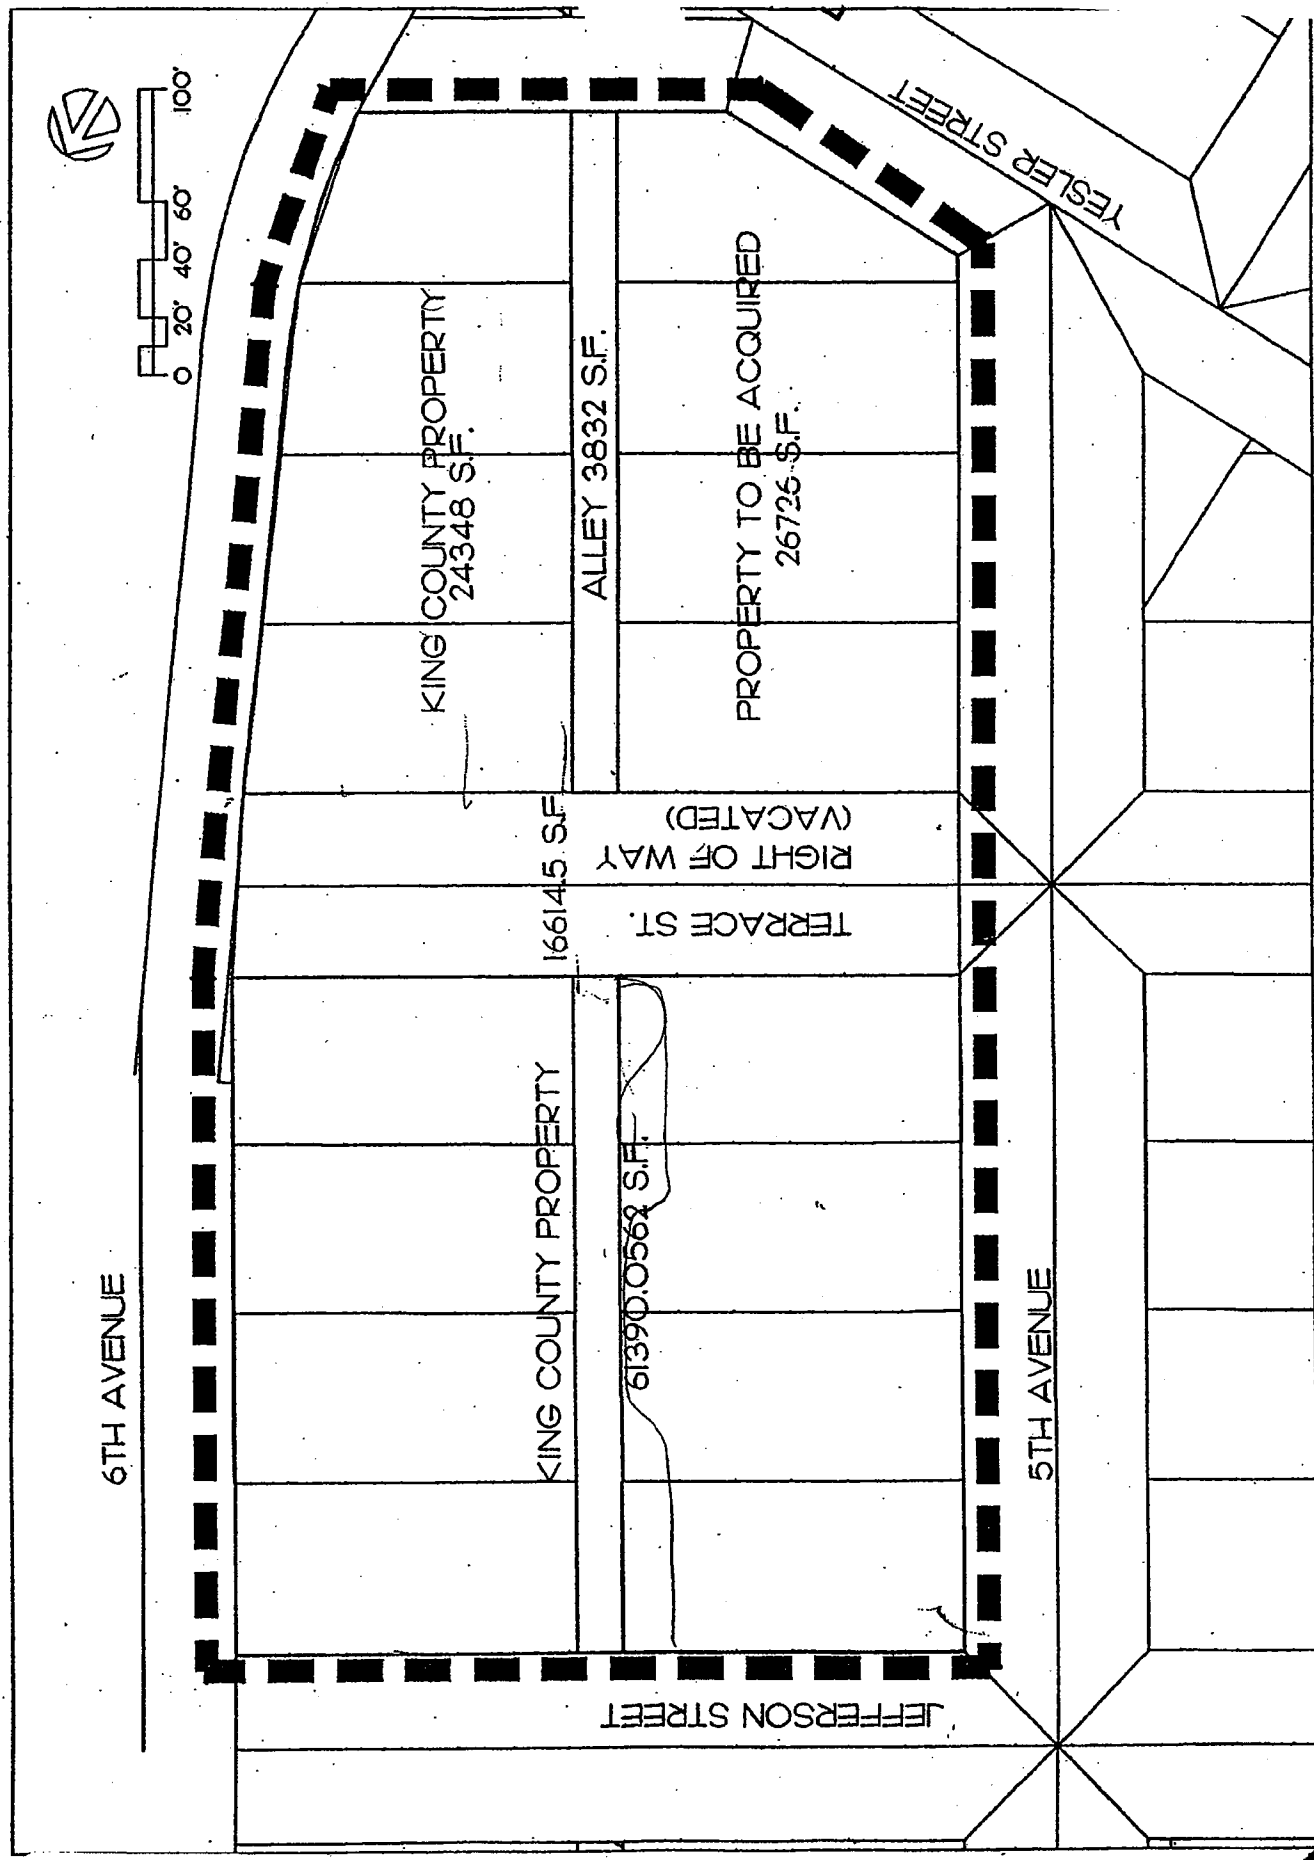 6TH AVENUE
0 20' 40' 60' 100'
KING COUNTY PROPERTY
24348 S.F.
ALLEY 3832 S.F.
PROPERTY TO BE ACQUIRED
26726 S.F.
16614.5 S.F.
TERRACE ST.
RIGHT OF WAY
(VACATED)
KING COUNTY PROPERTY
61390.0562 S.F.
5TH AVENUE
JEFFERSON STREET
YESLER STREET